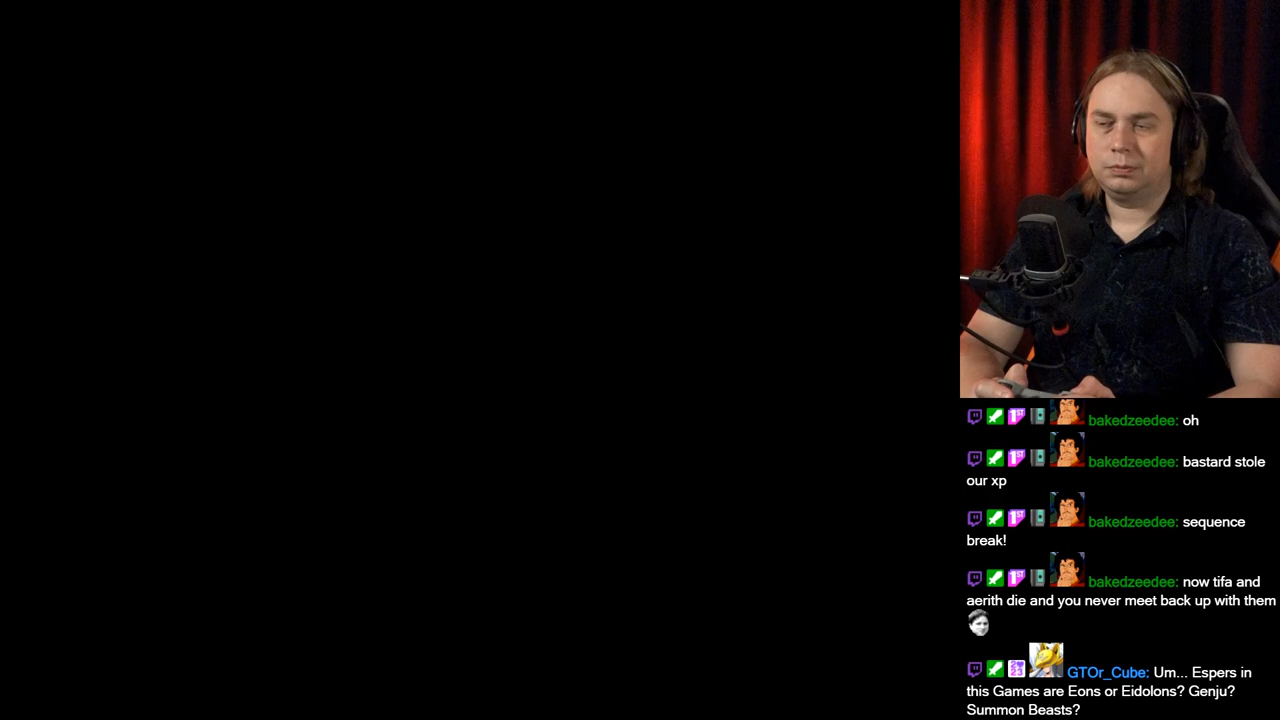 bakedzeedee: oh
bakedzeedee: bastard stole
our xp
bakedzeedee: sequence
break!
bakedzeedee: now tifa and
aerith die and you never meet back up with them
GTOr_Cube: Um... Espers in
this Games are Eons or Eidolons? Genju?
Summon Beasts?